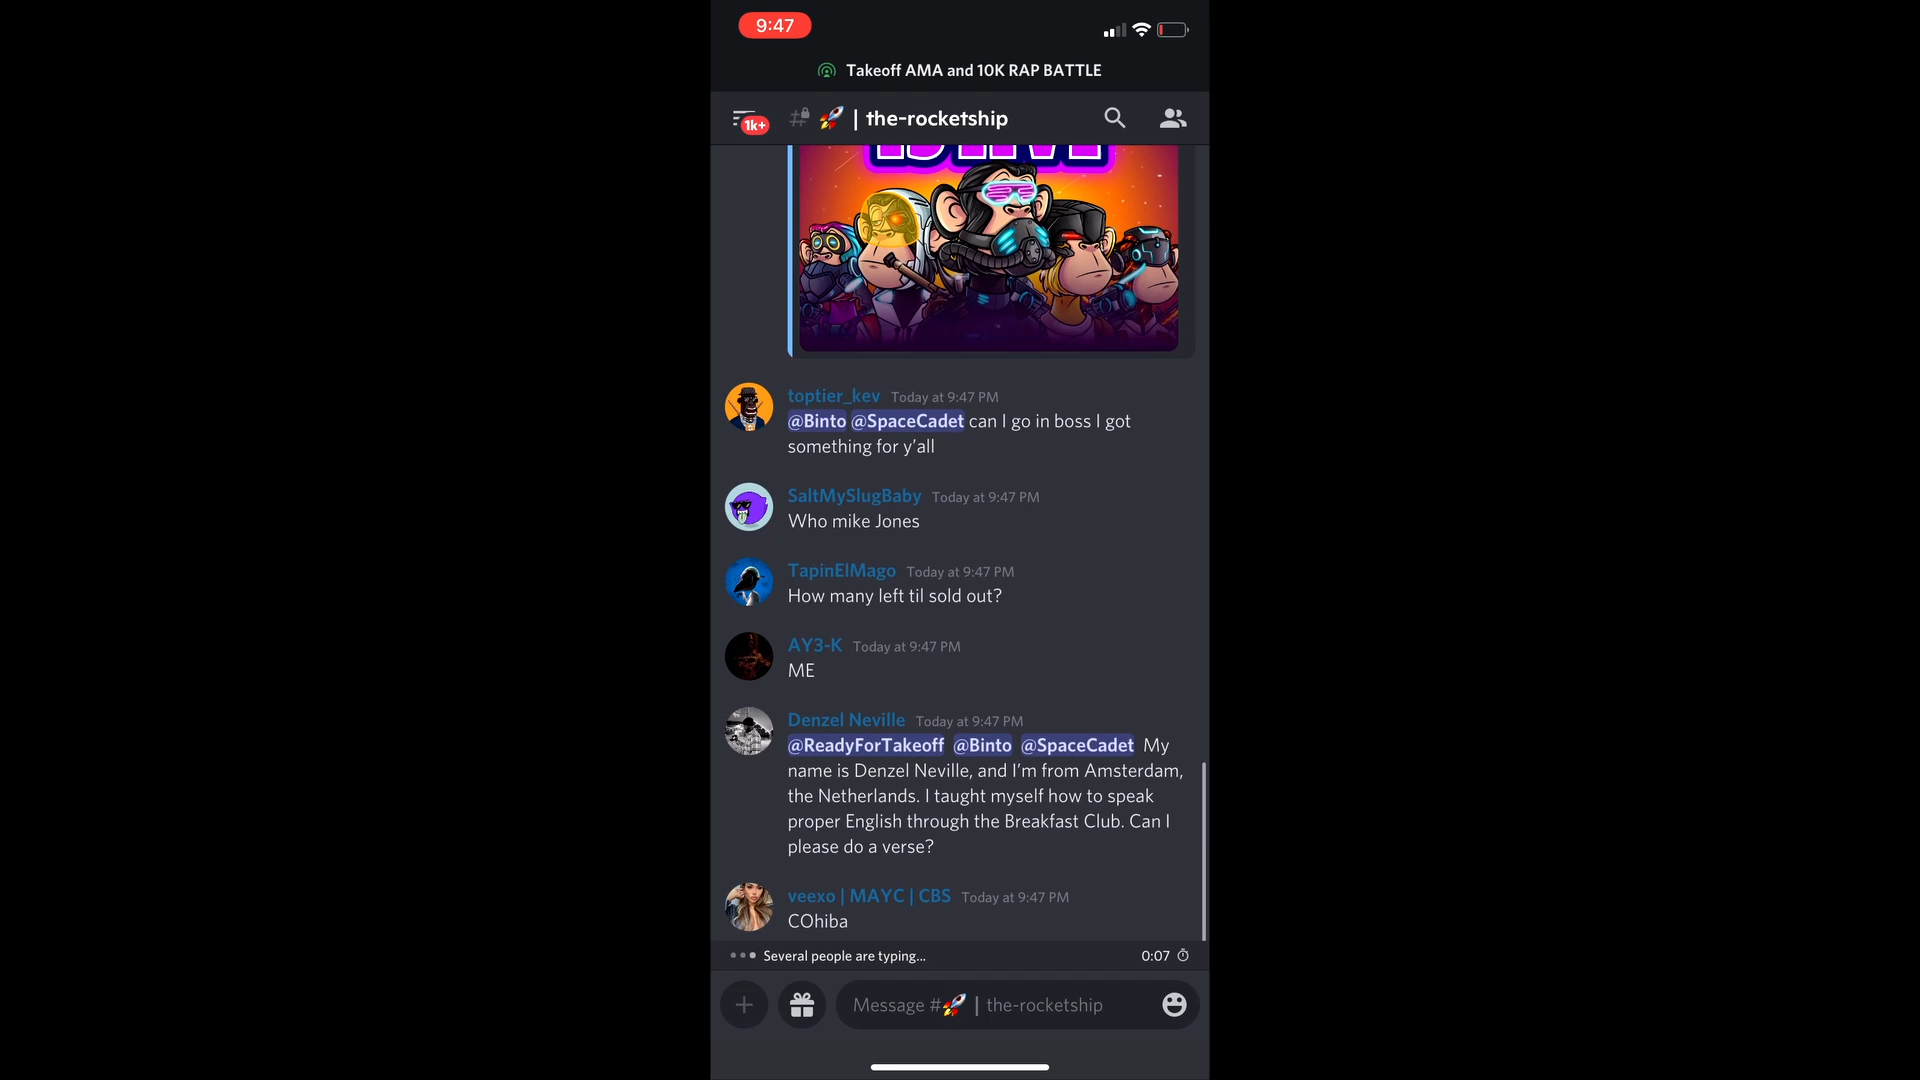 9:47
Takeoff AMA and 10K RAP BATTLE
1k+
# 🚀 | the-rocketship
toptier_kev Today at 9:47 PM
@Binto @SpaceCadet can I go in boss I got
something for y’all
SaltMySlugBaby Today at 9:47 PM
Who mike Jones
TapinElMago Today at 9:47 PM
How many left til sold out?
AY3-K Today at 9:47 PM
ME
Denzel Neville Today at 9:47 PM
@ReadyForTakeoff @Binto @SpaceCadet My
name is Denzel Neville, and I’m from Amsterdam,
the Netherlands. I taught myself how to speak
proper English through the Breakfast Club. Can I
please do a verse?
veexo | MAYC | CBS Today at 9:47 PM
COhiba
Several people are typing... 0:07
Message #🚀 | the-rocketship